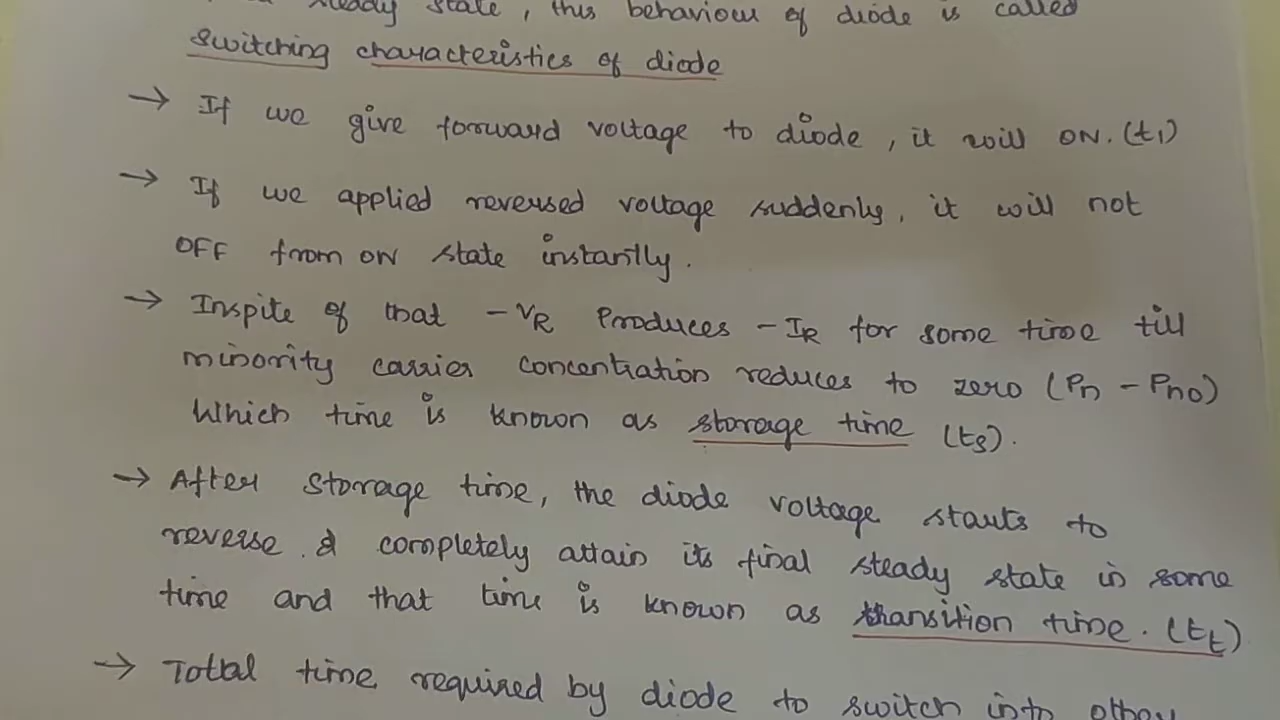 steady state, this behaviour of diode is called
switching characteristics of diode
→ If we give forward voltage to diode, it will ON. (t1)
→ If we applied reversed voltage suddenly, it will not
OFF from ON state instantly.
→ Inspite of that -VR Produces -IR for some time till
minority carrier concentration reduces to zero (Pn - Pno)
Which time is known as storage time (ts).
→ After storage time, the diode voltage starts to
reverse & completely attain its final steady state in some
time and that time is known as transition time. (tt)
→ Total time required by diode to switch into other